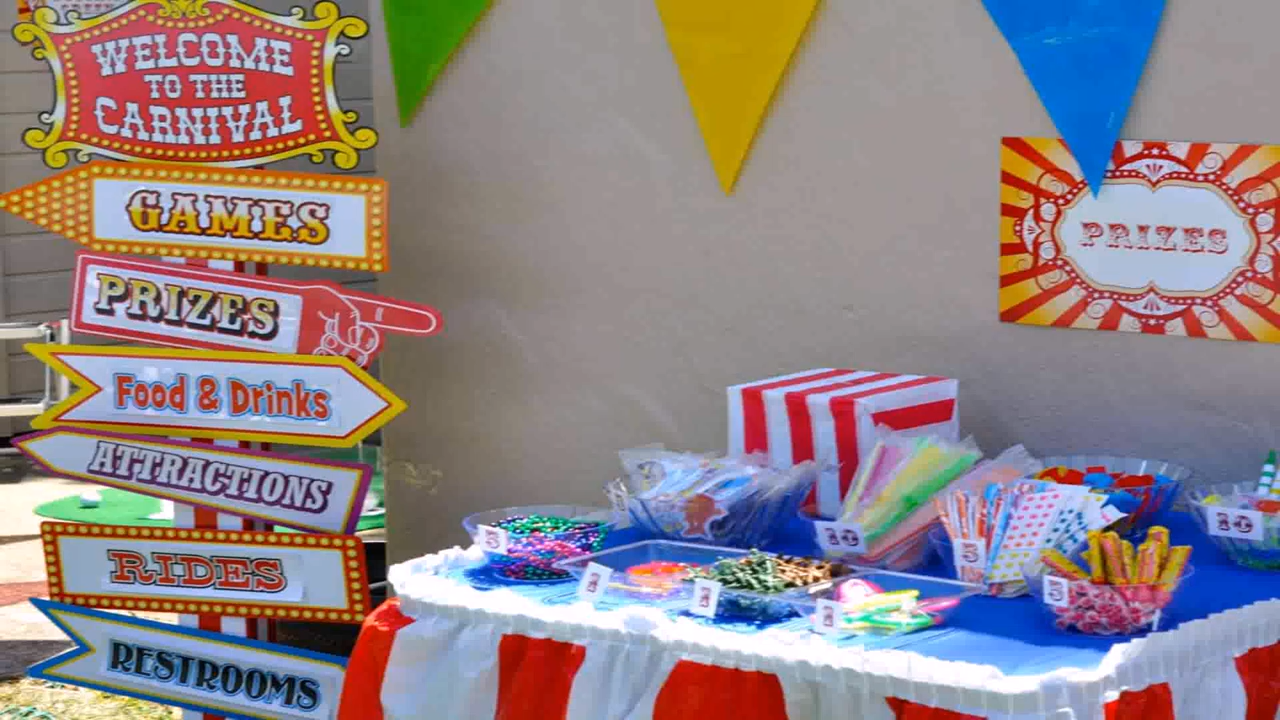 WELCOME
TO THE
CARNIVAL
GAMES
PRIZES
Food & Drinks
ATTRACTIONS
RIDES
RESTROOMS
PRIZES
5
10
5
10
5